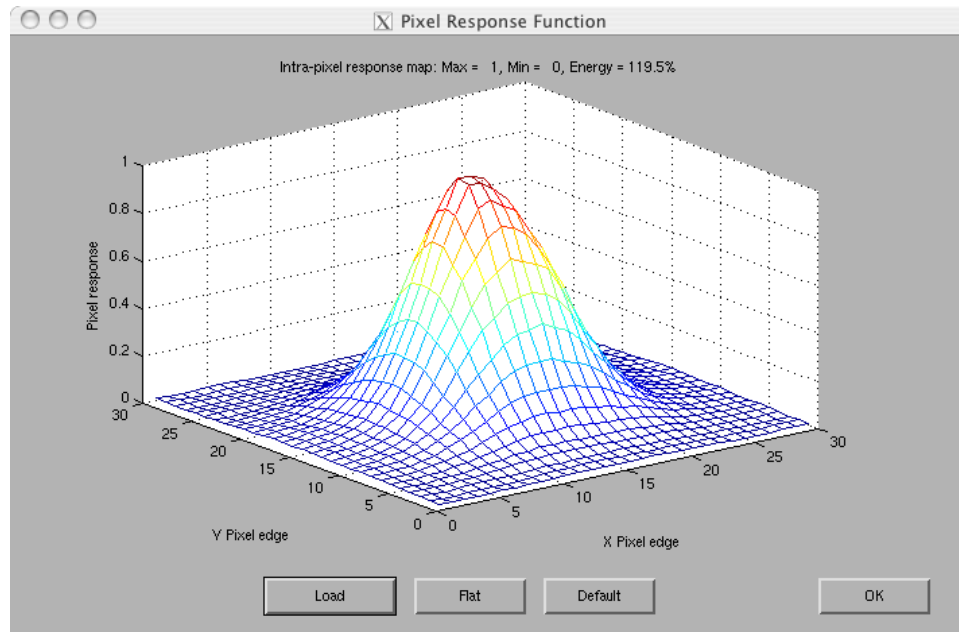 Pixel Response Function
Intra-pixel response map: Max = 1, Min = 0, Energy = 119.5%
1
0.8
0.6
0.4
0.2
0
Pixel response
30
25
20
15
10
5
0
Y Pixel edge
0
5
10
15
20
25
30
X Pixel edge
Load
Flat
Default
OK